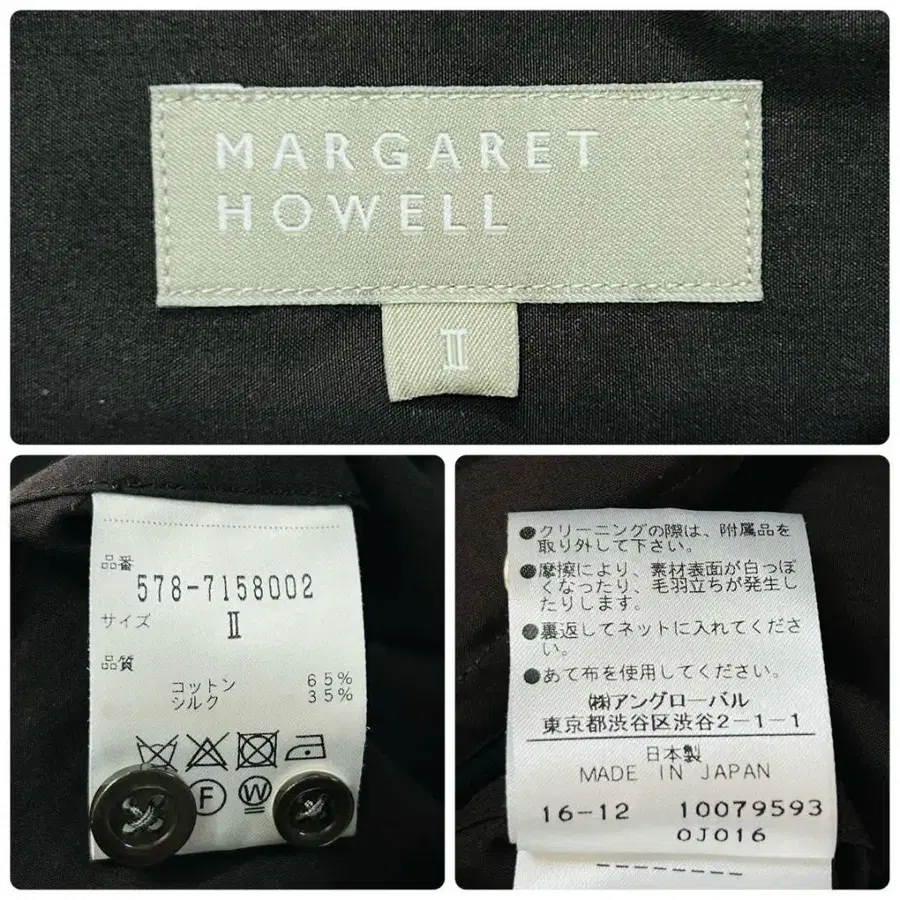 MARGARET
HOWELL
II
品番
578-7158002
サイズ
II
品質
コットン 65%
シルク 35%
F
W
●クリーニングの際は、附属品を
取り外して下さい。
●摩擦により、素材表面が白っぽ
くなったり、毛羽立ちが発生し
たりします。
●裏返してネットに入れてくださ
い。
●あて布を使用してください。
㈱アングローバル
東京都渋谷区渋谷2-1-1
日本製
MADE IN JAPAN
16-12 10079593
0J016